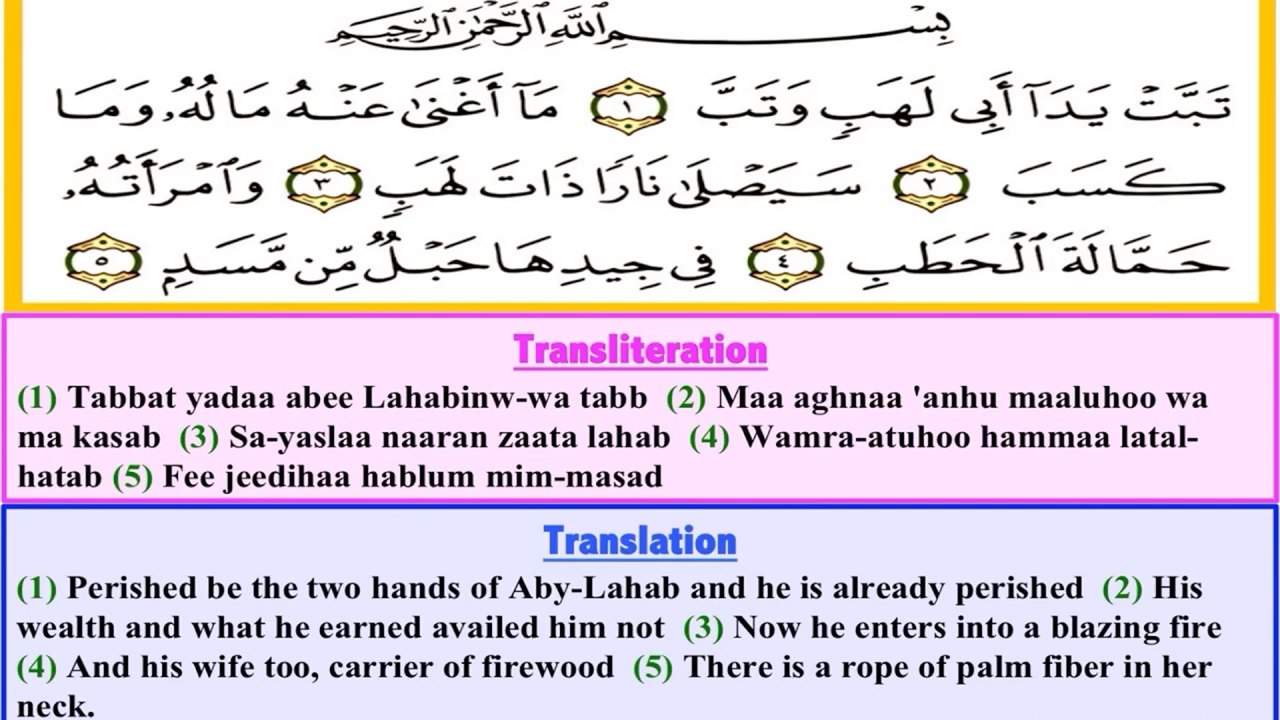 بِسْمِ ٱللَّهِ ٱلرَّحْمَٰنِ ٱلرَّحِيمِ
تَبَّتْ يَدَآ أَبِى لَهَبٍ وَتَبَّ ١ مَآ أَغْنَىٰ عَنْهُ مَالُهُۥ وَمَا
كَسَبَ ٢ سَيَصْلَىٰ نَارًا ذَاتَ لَهَبٍ ٣ وَٱمْرَأَتُهُۥ
حَمَّالَةَ ٱلْحَطَبِ ٤ فِى جِيدِهَا حَبْلٌ مِّن مَّسَدٍ ٥
Transliteration
(1) Tabbat yadaa abee Lahabinw-wa tabb (2) Maa aghnaa 'anhu maaluhoo wa
ma kasab (3) Sa-yaslaa naaran zaata lahab (4) Wamra-atuhoo hammaa latal-
hatab (5) Fee jeedihaa hablum mim-masad
Translation
(1) Perished be the two hands of Aby-Lahab and he is already perished (2) His
wealth and what he earned availed him not (3) Now he enters into a blazing fire
(4) And his wife too, carrier of firewood (5) There is a rope of palm fiber in her
neck.